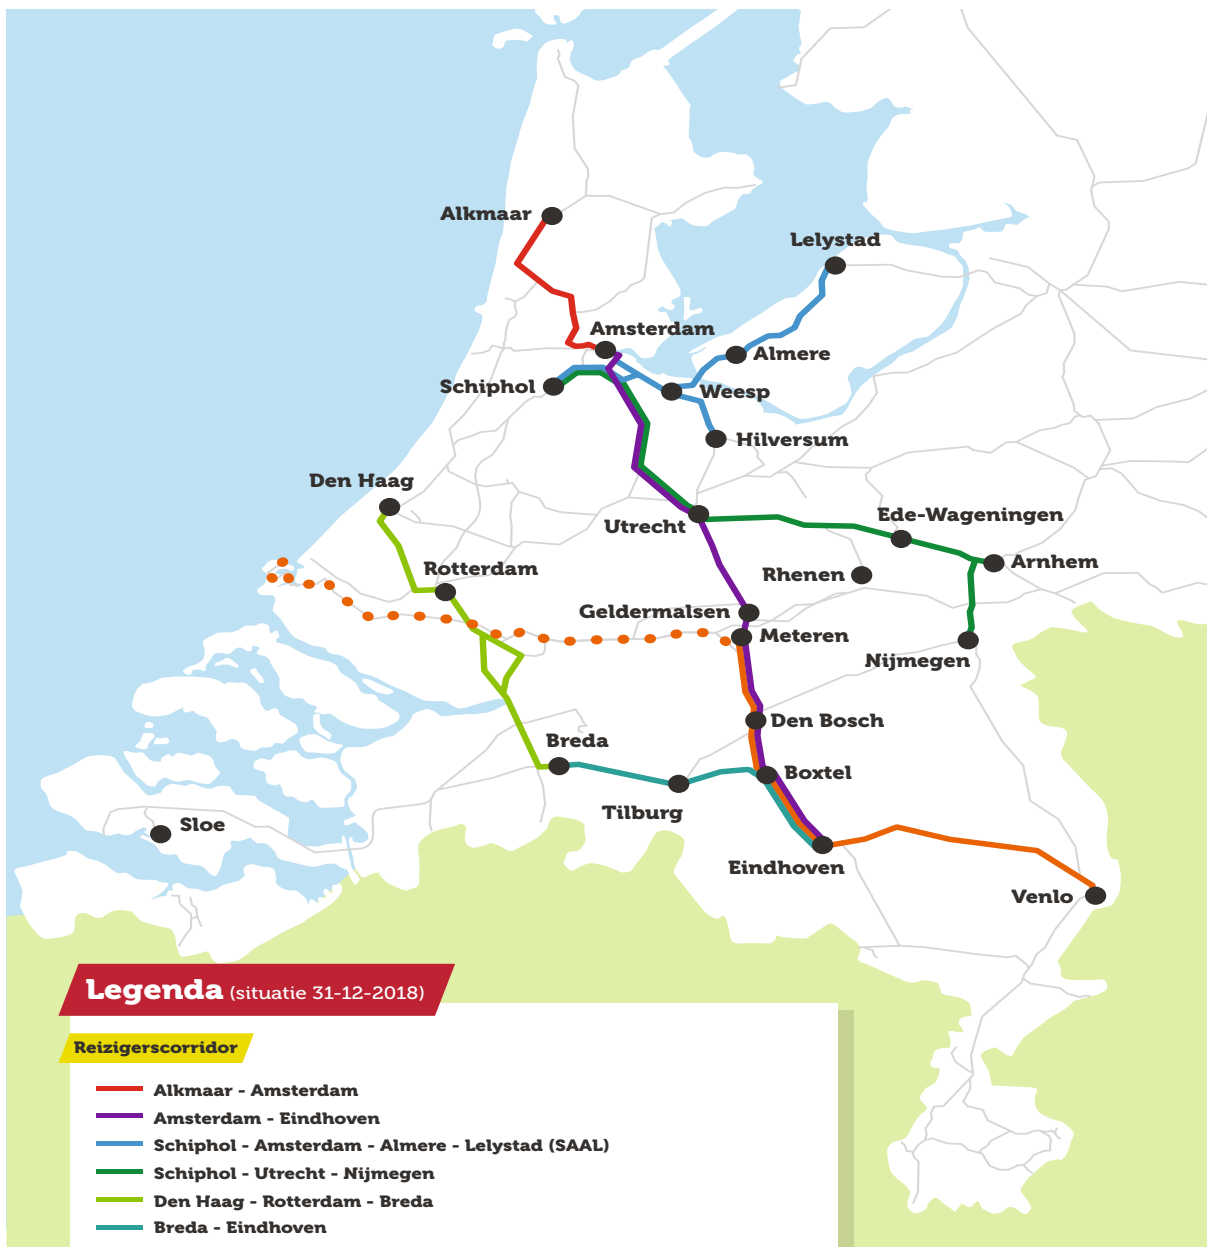 Alkmaar
Lelystad
Amsterdam
Almere
Schiphol
Weesp
Hilversum
Den Haag
Utrecht
Ede-Wageningen
Arnhem
Rotterdam
Rhenen
Geldermalsen
Meteren
Nijmegen
Den Bosch
Breda
Boxtel
Tilburg
Sloe
Eindhoven
Venlo
Legenda (situatie 31-12-2018)
Reizigerscorridor
Alkmaar - Amsterdam
Amsterdam - Eindhoven
Schiphol - Amsterdam - Almere - Lelystad (SAAL)
Schiphol - Utrecht - Nijmegen
Den Haag - Rotterdam - Breda
Breda - Eindhoven